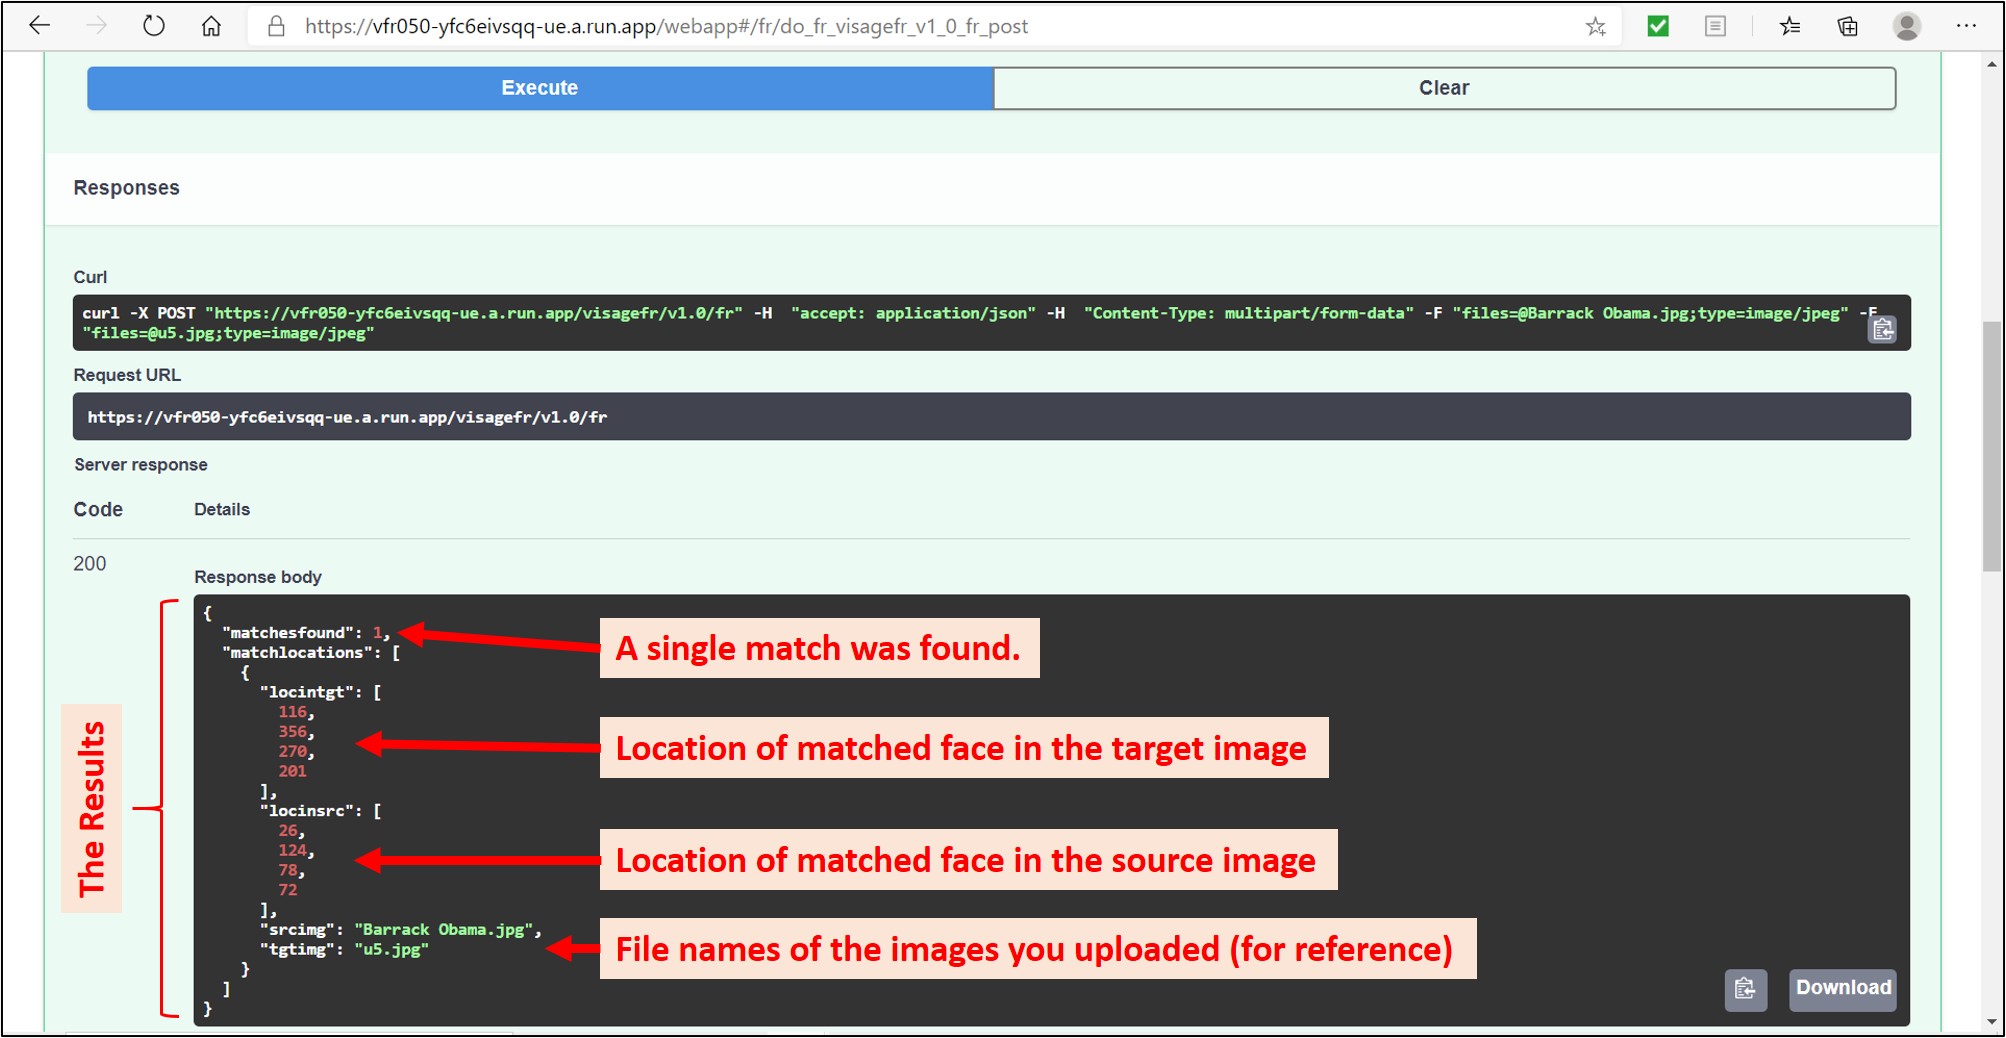 https://vfr050-yfc6eivsqq-ue.a.run.app/webapp#/fr/do_fr_visagefr_v1_0_fr_post
Execute
Clear
Responses
Curl
curl -X POST "https://vfr050-yfc6eivsqq-ue.a.run.app/visagefr/v1.0/fr" -H  "accept: application/json" -H  "Content-Type: multipart/form-data" -F "files=@Barrack Obama.jpg;type=image/jpeg" -F
"files=@u5.jpg;type=image/jpeg"
Request URL
https://vfr050-yfc6eivsqq-ue.a.run.app/visagefr/v1.0/fr
Server response
Code
Details
200
Response body
The Results
{
"matchesfound": 1,
A single match was found.
"matchlocations": [
{
"locintgt": [
116,
356,
270,
201
Location of matched face in the target image
],
"locinsrc": [
26,
124,
78,
72
Location of matched face in the source image
],
"srcimg": "Barrack Obama.jpg",
"tgtimg": "u5.jpg"
File names of the images you uploaded (for reference)
}
]
}
Download